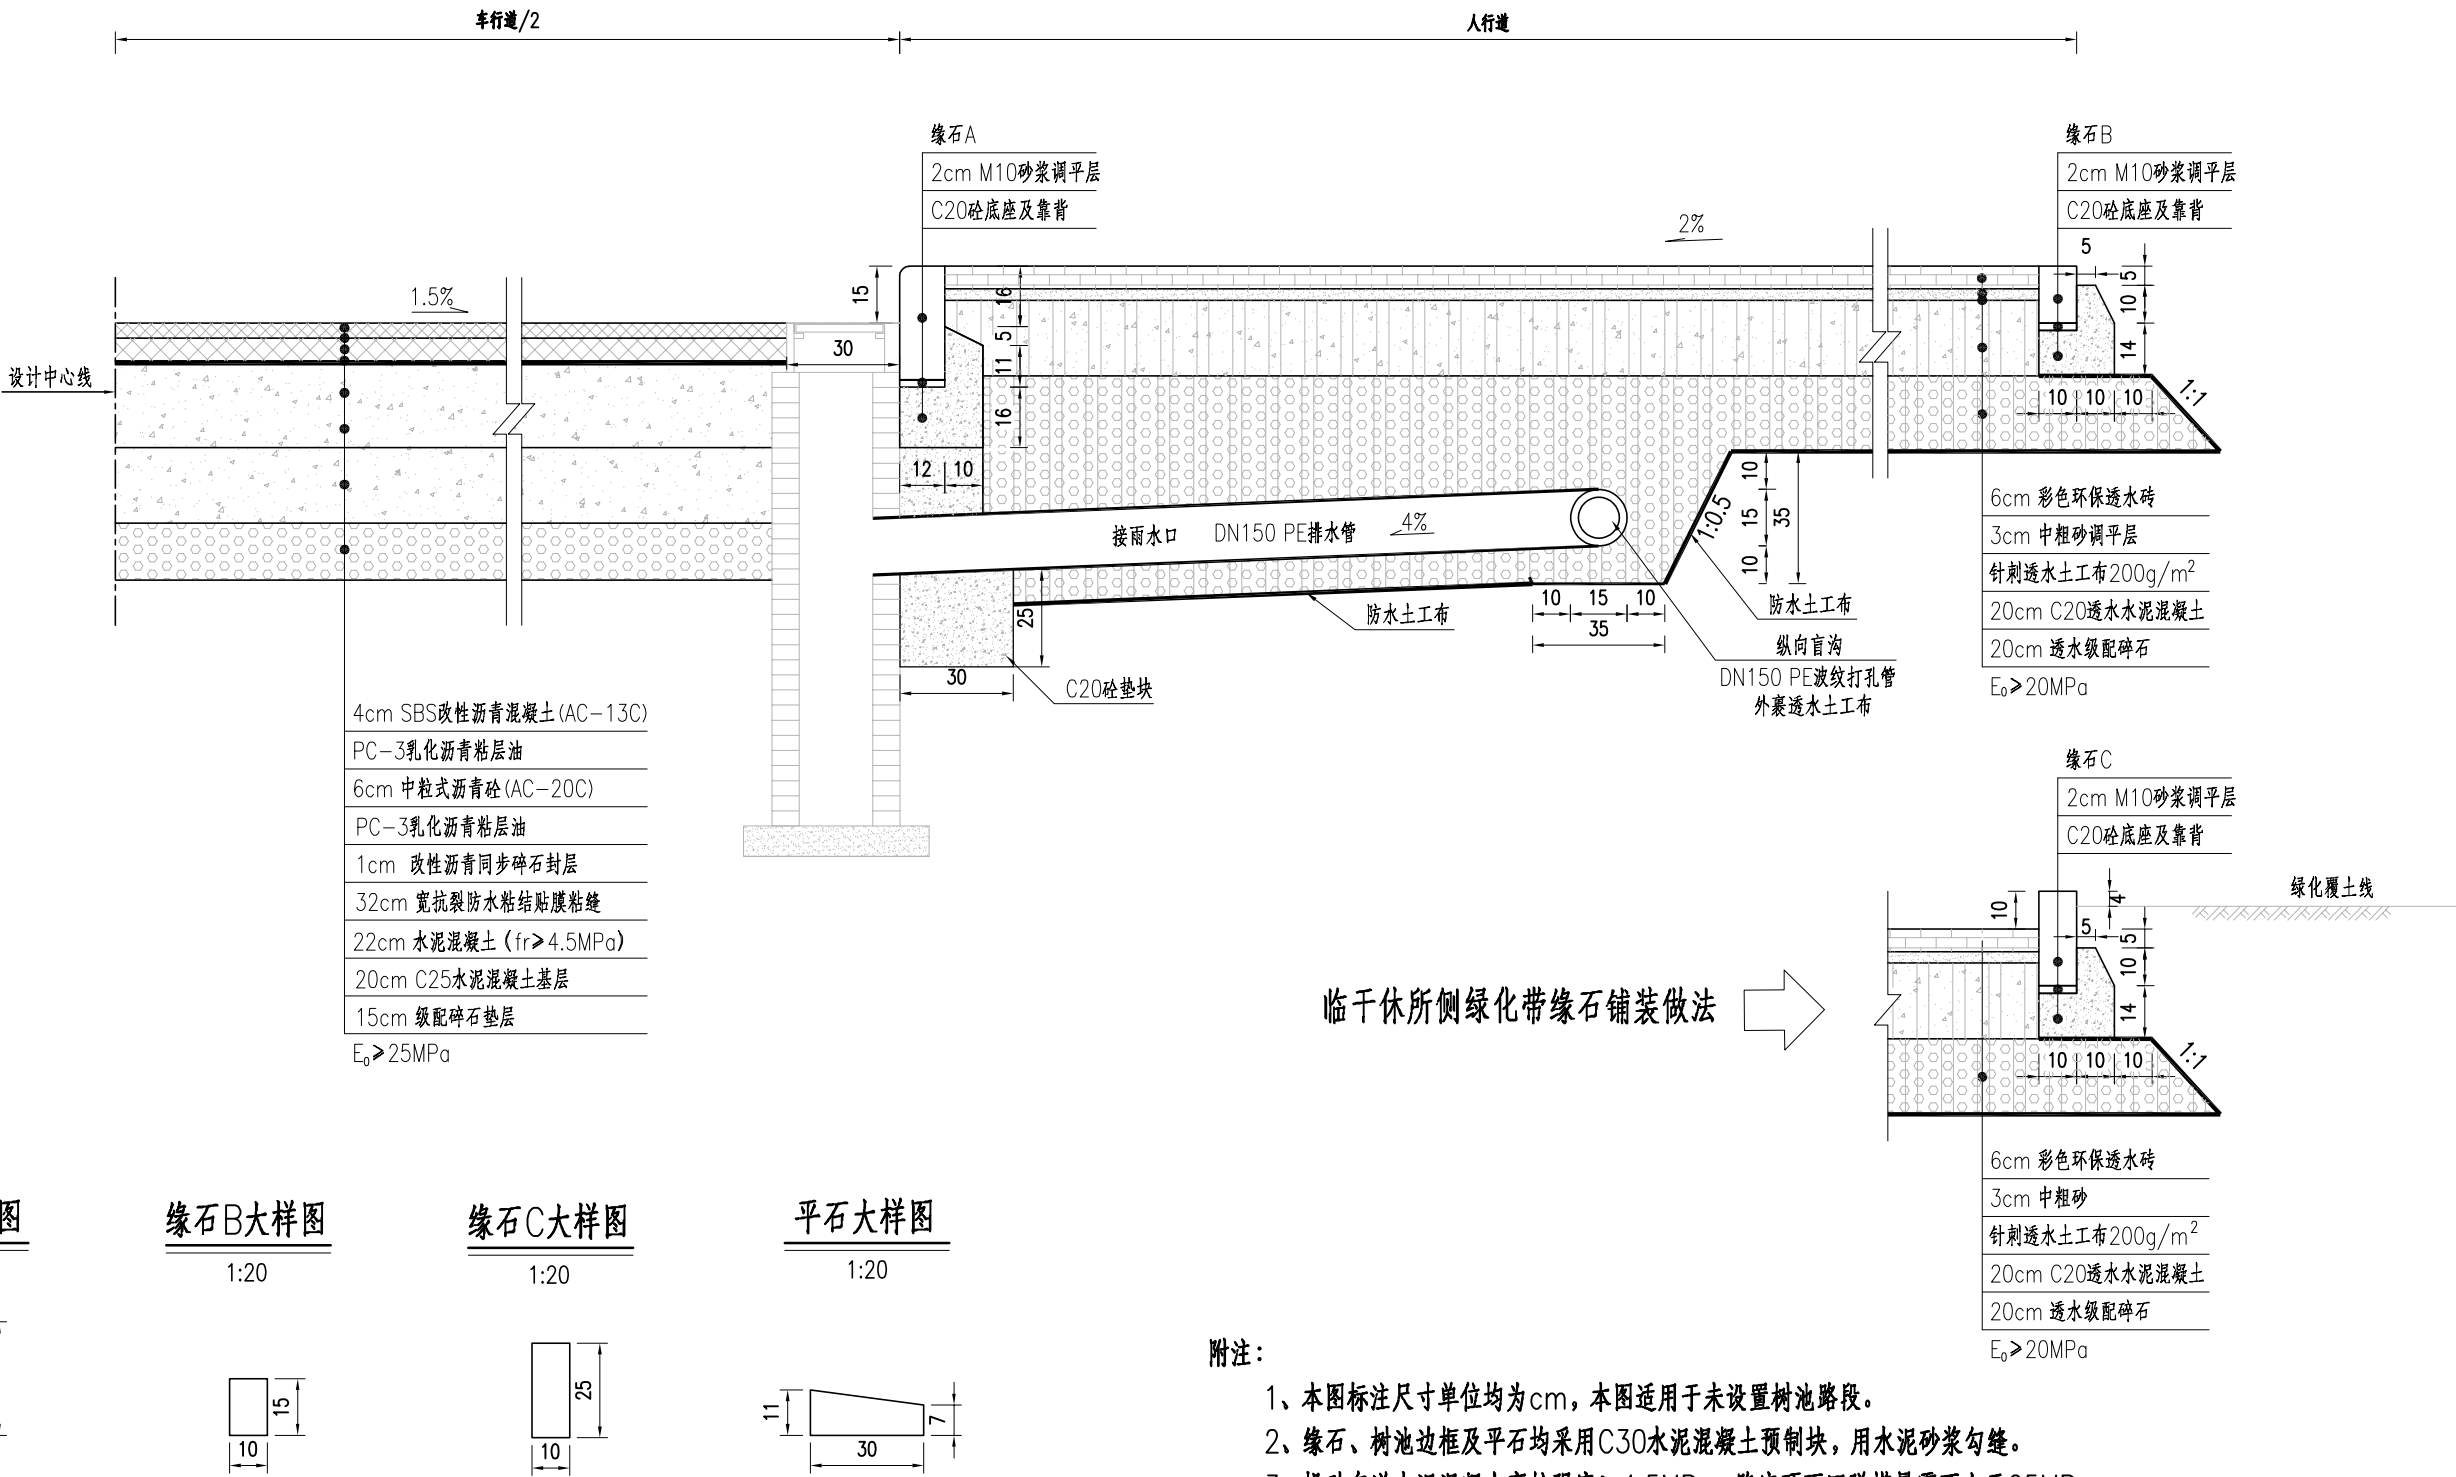 车行道/2
人行道
缘石A
2cm M10砂浆调平层
C20砼底座及靠背
缘石B
2cm M10砂浆调平层
C20砼底座及靠背
1.5%
2%
设计中心线
15
30
16
5
11
16
12
10
5
5
10
14
10
10
10
1:1
接雨水口
DN150 PE排水管
4%
1:0.5
10
15
10
35
10
15
10
35
25
30
防水土工布
防水土工布
C20砼垫块
纵向盲沟
DN150 PE波纹打孔管
外裹透水土工布
6cm 彩色环保透水砖
3cm 中粗砂调平层
针刺透水土工布200g/m²
20cm C20透水水泥混凝土
20cm 透水级配碎石
E₀≥20MPa
4cm SBS改性沥青混凝土(AC-13C)
PC-3乳化沥青粘层油
6cm 中粒式沥青砼(AC-20C)
PC-3乳化沥青粘层油
1cm 改性沥青同步碎石封层
32cm 宽抗裂防水粘结贴膜粘缝
22cm 水泥混凝土(fr≥4.5MPa)
20cm C25水泥混凝土基层
15cm 级配碎石垫层
E₀≥25MPa
缘石C
2cm M10砂浆调平层
C20砼底座及靠背
绿化覆土线
10
4
5
5
10
14
10
10
10
1:1
临干休所侧绿化带缘石铺装做法
6cm 彩色环保透水砖
3cm 中粗砂
针刺透水土工布200g/m²
20cm C20透水水泥混凝土
20cm 透水级配碎石
E₀≥20MPa
图
缘石B大样图
1:20
缘石C大样图
1:20
平石大样图
1:20
15
10
25
10
11
7
30
附注：
1、本图标注尺寸单位均为cm，本图适用于未设置树池路段。
2、缘石、树池边框及平石均采用C30水泥混凝土预制块，用水泥砂浆勾缝。